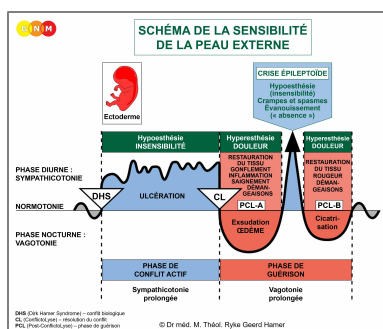 GNM
SCHÉMA DE LA SENSIBILITÉ
DE LA PEAU EXTERNE
CRISE ÉPILEPTOÏDE
Hypoesthésie
(insensibilité)
Crampes et spasmes
Évanouissement
(« absence »)
Ectoderme
Hypoesthésie
INSENSIBILITÉ
Hyperesthésie
DOULEUR
Hyperesthésie
DOULEUR
PHASE DIURNE :
SYMPATHICOTONIE
RESTAURATION
DU TISSU
GONFLEMENT
INFLAMMATION
SAIGNEMENT
DÉMAN-
GEAISONS
RESTAURATION
DU TISSU
ROUGEUR
DÉMAN-
GEAISONS
DHS
ULCÉRATION
CL
PCL-A
PCL-B
NORMOTONIE
PHASE NOCTURNE :
VAGOTONIE
Exsudation
ŒDÈME
Cicatri-
sation
PHASE DE
CONFLIT ACTIF
PHASE DE
GUÉRISON
Sympathicotonie
prolongée
Vagotonie
prolongée
DHS (Dirk Hamer Syndrome) – conflit biologique
CL (ConflictoLyse) – résolution du conflit
PCL (Post-ConflictoLyse) – phase de guérison
© Dr méd. M. Théol. Ryke Geerd Hamer